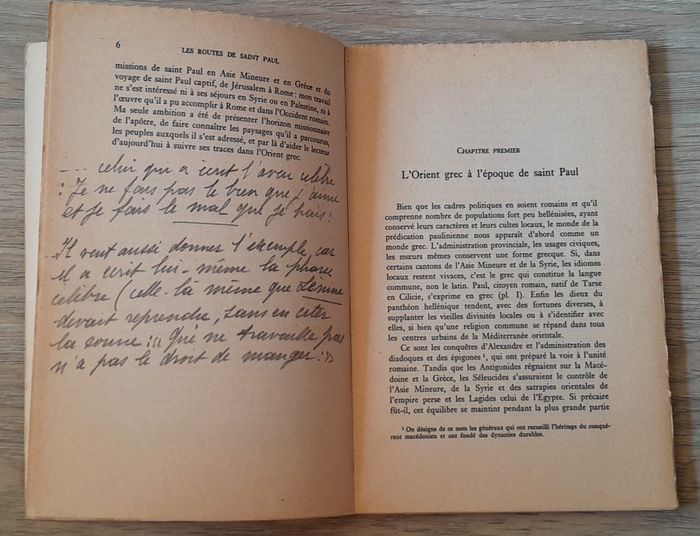 6
LES ROUTES DE SAINT PAUL
missions de saint Paul en Asie Mineure et en Grèce et du
voyage de saint Paul captif, de Jérusalem à Rome : mon travail
ne s'est intéressé ni à ses séjours en Syrie ou en Palestine, ni à
l'œuvre qu'il a pu accomplir à Rome et dans l'Occident romain.
Ma seule ambition a été de présenter l'horizon missionnaire
de l'apôtre, de faire connaître les paysages qu'il a parcourus,
les peuples auxquels il s'est adressé, et par là d'aider le lecteur
d'aujourd'hui à suivre ses traces dans l'Orient grec.
... celui qui a écrit l'aveu célèbre
: Je ne fais pas le bien que j'aime
et je fais le mal que je hais!
Il veut aussi donner l'exemple, car
il a écrit lui-même la phrase
célèbre (celle-là même que Lénine
devait reprendre, sans en citer
la source : « Qui ne travaille pas
n'a pas le droit de manger. »
CHAPITRE PREMIER
L'Orient grec à l'époque de saint Paul
Bien que les cadres politiques en soient romains et qu'il
comprenne nombre de populations fort peu hellénisées, ayant
conservé leurs caractères et leurs cultes locaux, le monde de la
prédication paulinienne nous apparaît d'abord comme un
monde grec. L'administration provinciale, les usages civiques,
les mœurs mêmes conservent une forme grecque. Si, dans
certains cantons de l'Asie Mineure et de la Syrie, les idiomes
locaux restent vivaces, c'est le grec qui constitue la langue
commune, non le latin. Paul, citoyen romain, natif de Tarse
en Cilicie, s'exprime en grec (pl. I). Enfin les dieux du
panthéon hellénique tendent, avec des fortunes diverses, à
supplanter les vieilles divinités locales ou à s'identifier avec
elles, si bien qu'une religion commune se répand dans les
centres urbains de la Méditerranée orientale.
Ce sont les conquêtes d'Alexandre et l'administration des
diadoques et des épigones ¹, qui ont préparé la voie à l'unité
romaine. Tandis que les Antigonides régnaient sur la Macé-
doine et la Grèce, les Séleucides s'assuraient le contrôle de
l'Asie Mineure, de la Syrie et des satrapies orientales de
l'empire perse et les Lagides celui de l'Egypte. Si précaire
fût-il, cet équilibre se maintint pendant la plus grande partie
¹ On désigne de ce nom les généraux qui ont recueilli l'héritage du conqué-
rant macédonien et ont fondé des dynasties durables.